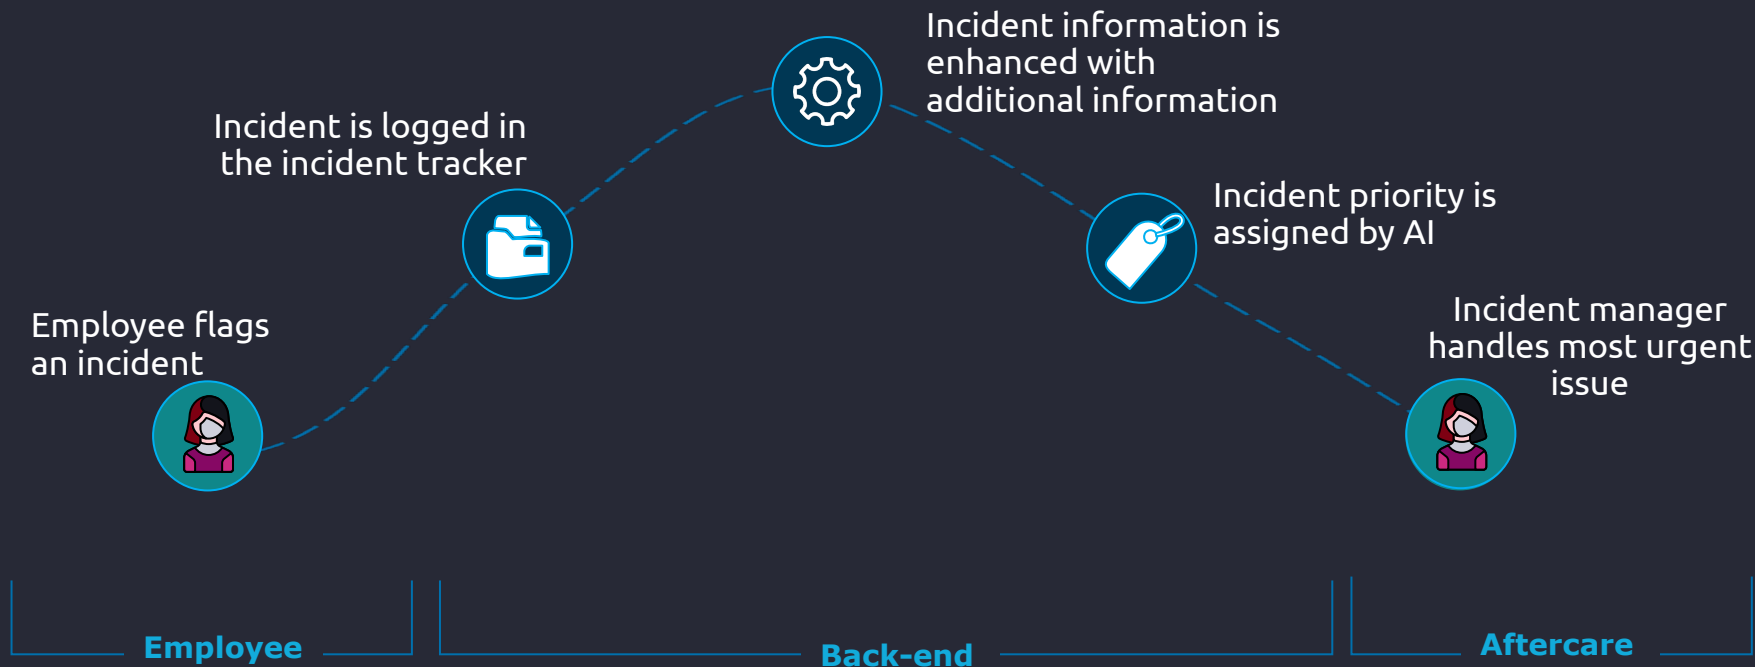 Employee flags
an incident
Incident is logged in
the incident tracker
Incident information is
enhanced with
additional information
Incident priority is
assigned by AI
Incident manager
handles most urgent
issue
Employee
Back-end
Aftercare